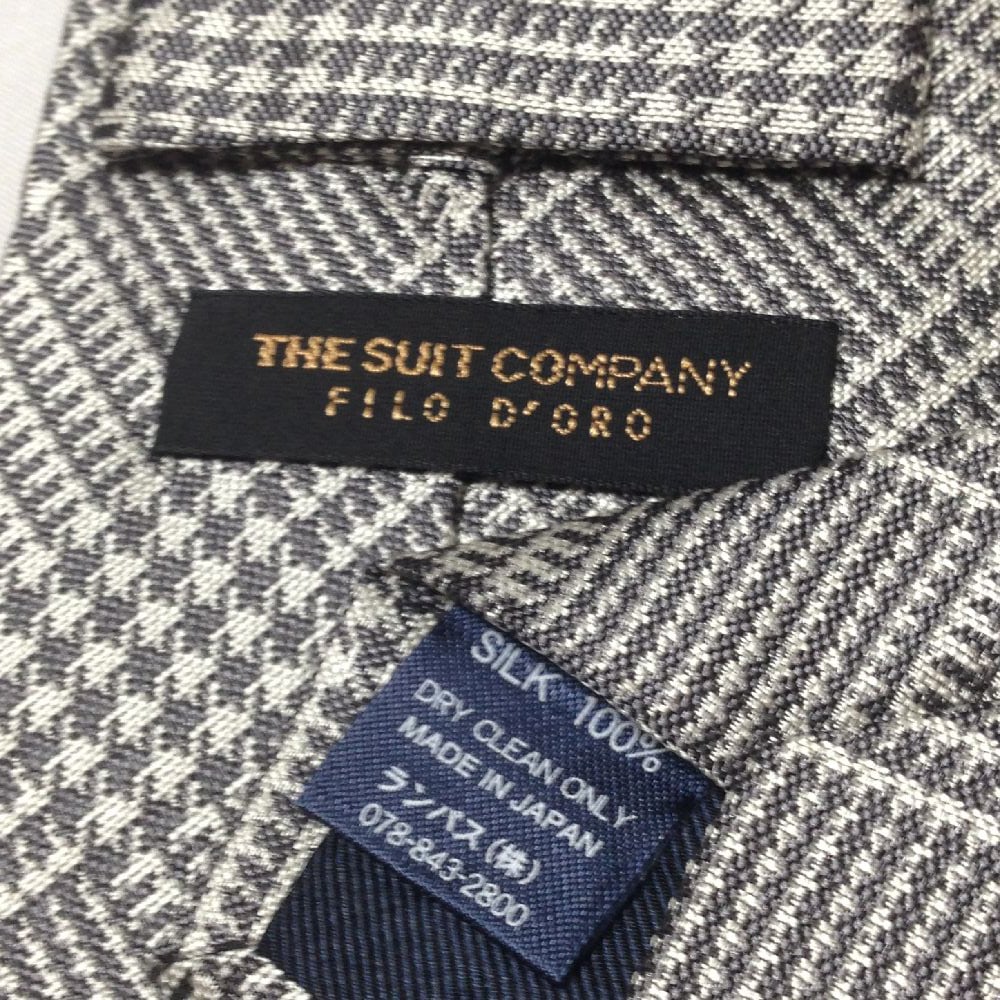 THE SUIT COMPANY
FILO D'ORO
SILK 100%
DRY CLEAN ONLY
MADE IN JAPAN
ランバス(株)
078-843-2800